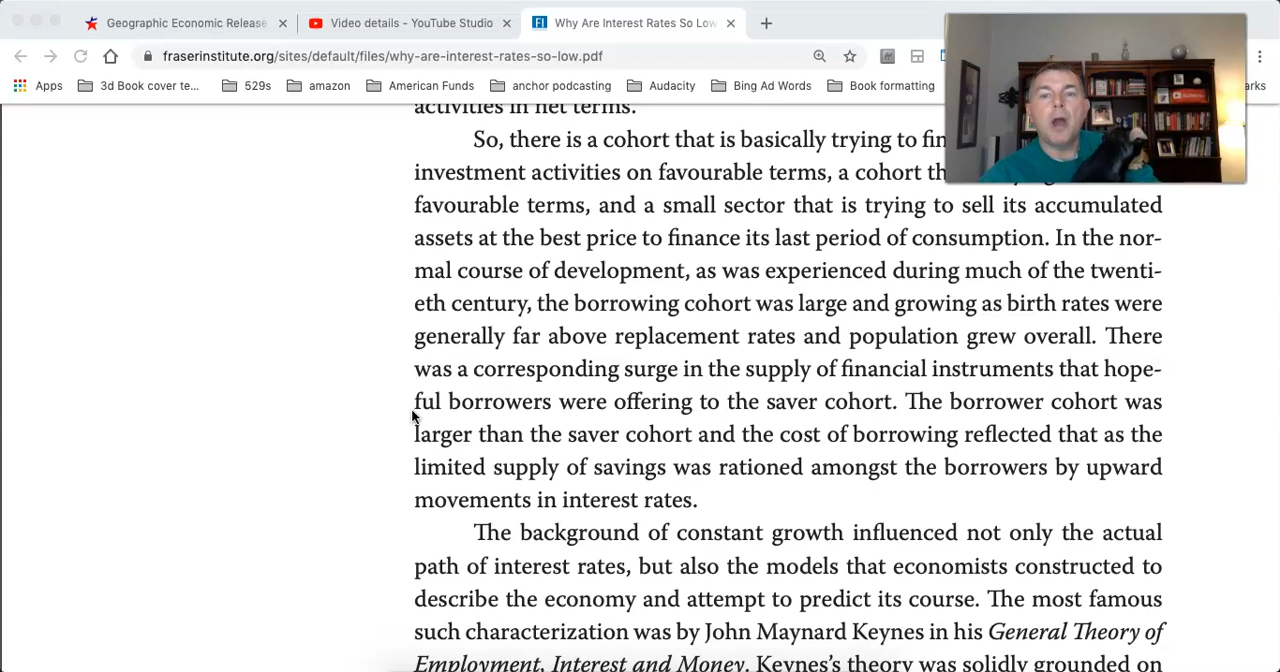 Geographic Economic Release
Video details - YouTube Studio
Why Are Interest Rates So Low
fraserinstitute.org/sites/default/files/why-are-interest-rates-so-low.pdf
Apps
3d Book cover te...
529s
amazon
American Funds
anchor podcasting
Audacity
Bing Ad Words
Book formatting
activities in net terms.
So, there is a cohort that is basically trying to
investment activities on favourable terms, a cohort
favourable terms, and a small sector that is trying to sell its accumulated
assets at the best price to finance its last period of consumption. In the nor-
mal course of development, as was experienced during much of the twenti-
eth century, the borrowing cohort was large and growing as birth rates were
generally far above replacement rates and population grew overall. There
was a corresponding surge in the supply of financial instruments that hope-
ful borrowers were offering to the saver cohort. The borrower cohort was
larger than the saver cohort and the cost of borrowing reflected that as the
limited supply of savings was rationed amongst the borrowers by upward
movements in interest rates.
The background of constant growth influenced not only the actual
path of interest rates, but also the models that economists constructed to
describe the economy and attempt to predict its course. The most famous
such characterization was by John Maynard Keynes in his General Theory of
Employment, Interest and Money. Keynes's theory was solidly grounded on